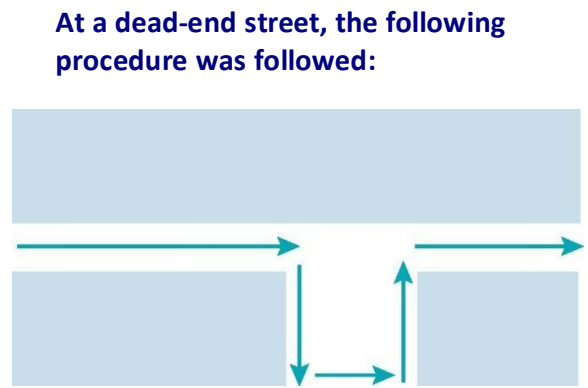 At a dead-end street, the following
procedure was followed: